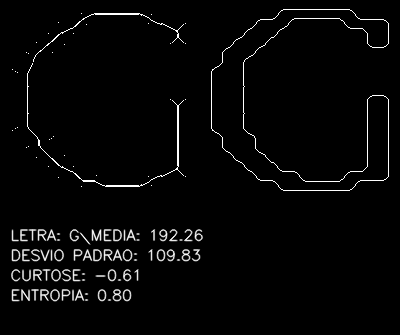 LETRA: G\MEDIA: 192.26
DESVIO PADRAO: 109.83
CURTOSE: -0.61
ENTROPIA: 0.80